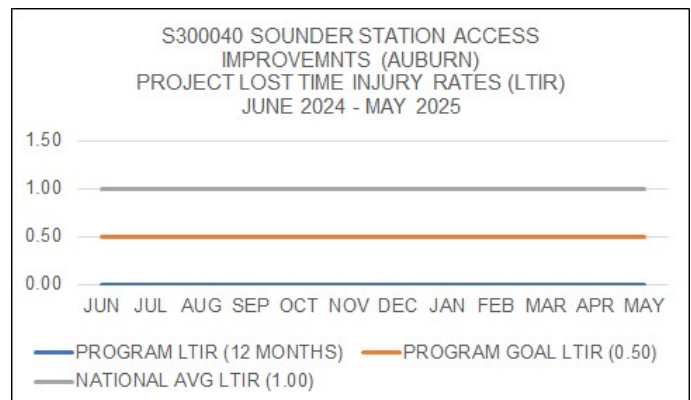 S300040 SOUNDER STATION ACCESS
IMPROVEMNTS (AUBURN)
PROJECT LOST TIME INJURY RATES (LTIR)
JUNE 2024 - MAY 2025
1.50
1.00
0.50
0.00
JUN JUL AUG SEP OCT NOV DEC JAN FEB MAR APR MAY
PROGRAM LTIR (12 MONTHS) PROGRAM GOAL LTIR (0.50)
NATIONAL AVG LTIR (1.00)